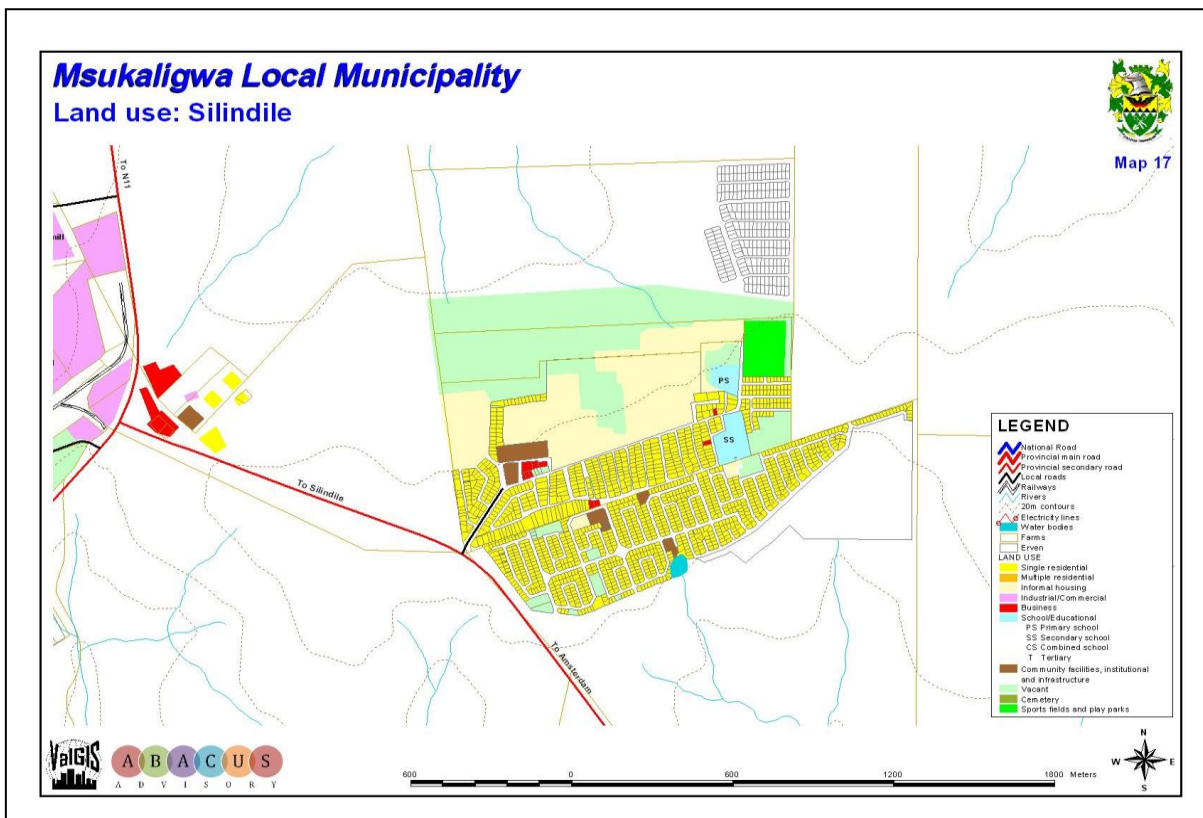 Msukaligwa Local Municipality
Land use: Silindile
Map 17
To N11
To Silindile
To Amsterdam
PS
SS
LEGEND
National Road
Provincial main road
Provincial secondary road
Local roads
Railways
Rivers
20m contours
Electricity lines
Water bodies
Farms
Erven
LAND USE
Single residential
Multiple residential
Informal housing
Industrial/Commercial
Business
School/Educational
PS Primary school
SS Secondary school
CS Combined school
T Tertiary
Community facilities, institutional
and infrastructure
Vacant
Cemetery
Sports fields and play parks
ValGIS
ABACUS
ADVISORY
600 0 600 1200 1800 Meters
N
W E
S